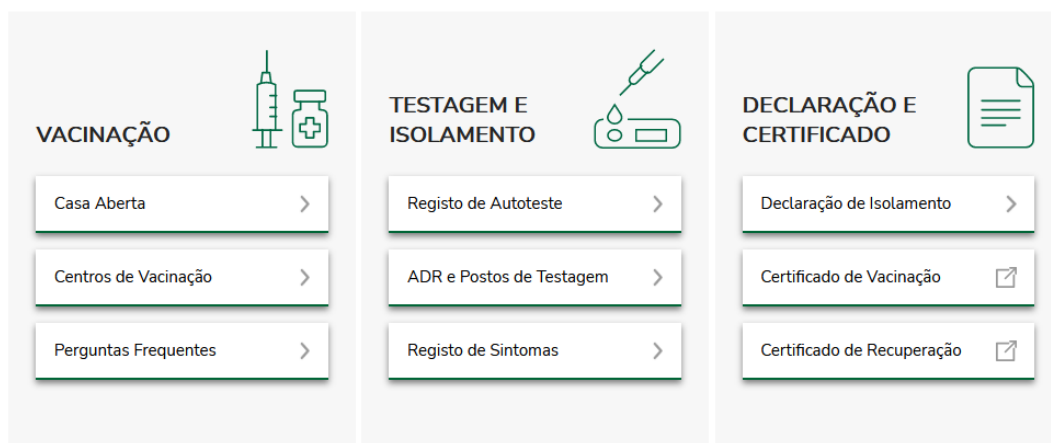 VACINAÇÃO
Casa Aberta
Centros de Vacinação
Perguntas Frequentes
TESTAGEM E
ISOLAMENTO
Registo de Autoteste
ADR e Postos de Testagem
Registo de Sintomas
DECLARAÇÃO E
CERTIFICADO
Declaração de Isolamento
Certificado de Vacinação
Certificado de Recuperação